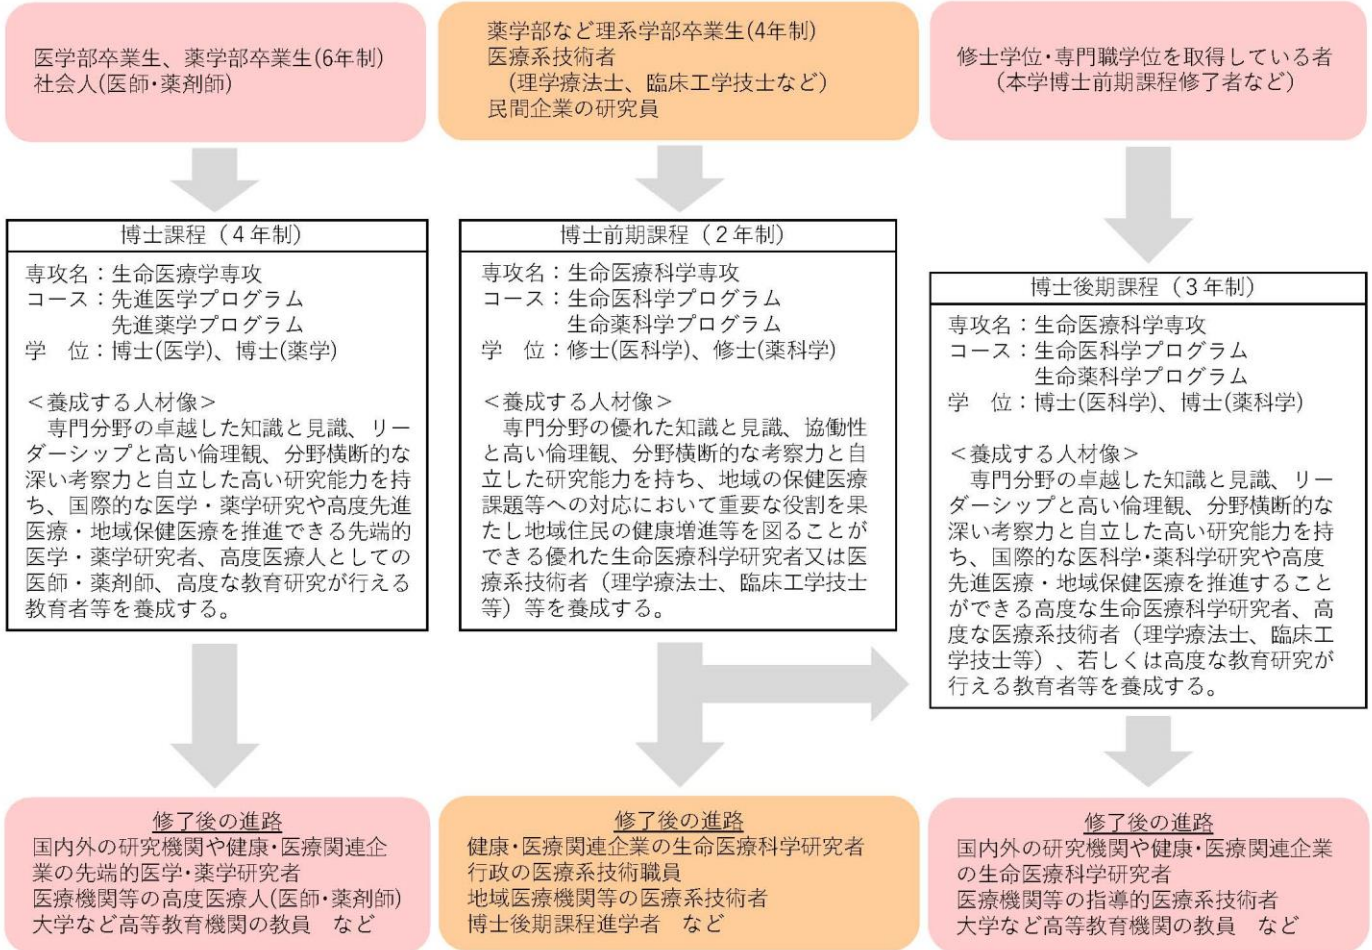 医学部卒業生、薬学部卒業生(6年制)
社会人(医師・薬剤師)
薬学部など理系学部卒業生(4年制)
医療系技術者
（理学療法士、臨床工学技士など）
民間企業の研究員
修士学位・専門職学位を取得している者
（本学博士前期課程修了者など）
博士課程（４年制）
専攻名：生命医療学専攻
コース：先進医学プログラム
先進薬学プログラム
学　位：博士(医学)、博士(薬学)
＜養成する人材像＞
専門分野の卓越した知識と見識、リー
ダーシップと高い倫理観、分野横断的な
深い考察力と自立した高い研究能力を持
ち、国際的な医学・薬学研究や高度先進
医療・地域保健医療を推進できる先端的
医学・薬学研究者、高度医療人としての
医師・薬剤師、高度な教育研究が行える
教育者等を養成する。
博士前期課程（２年制）
専攻名：生命医療科学専攻
コース：生命医科学プログラム
生命薬科学プログラム
学　位：修士(医科学)、修士(薬科学)
＜養成する人材像＞
専門分野の優れた知識と見識、協働性
と高い倫理観、分野横断的な考察力と自
立した研究能力を持ち、地域の保健医療
課題等への対応において重要な役割を果
たし地域住民の健康増進等を図ることが
できる優れた生命医療科学研究者又は医
療系技術者（理学療法士、臨床工学技士
等）等を養成する。
博士後期課程（３年制）
専攻名：生命医療科学専攻
コース：生命医科学プログラム
生命薬科学プログラム
学　位：博士(医科学)、博士(薬科学)
＜養成する人材像＞
専門分野の卓越した知識と見識、リー
ダーシップと高い倫理観、分野横断的な
深い考察力と自立した高い研究能力を持
ち、国際的な医科学・薬科学研究や高度
先進医療・地域保健医療を推進すること
ができる高度な生命医療科学研究者、高
度な医療系技術者（理学療法士、臨床工
学技士等）、若しくは高度な教育研究が
行える教育者等を養成する。
修了後の進路
国内外の研究機関や健康・医療関連企
業の先端的医学・薬学研究者
医療機関等の高度医療人(医師・薬剤師)
大学など高等教育機関の教員　など
修了後の進路
健康・医療関連企業の生命医療科学研究者
行政の医療系技術職員
地域医療機関等の医療系技術者
博士後期課程進学者　など
修了後の進路
国内外の研究機関や健康・医療関連企業
の生命医療科学研究者
医療機関等の指導的医療系技術者
大学など高等教育機関の教員　など